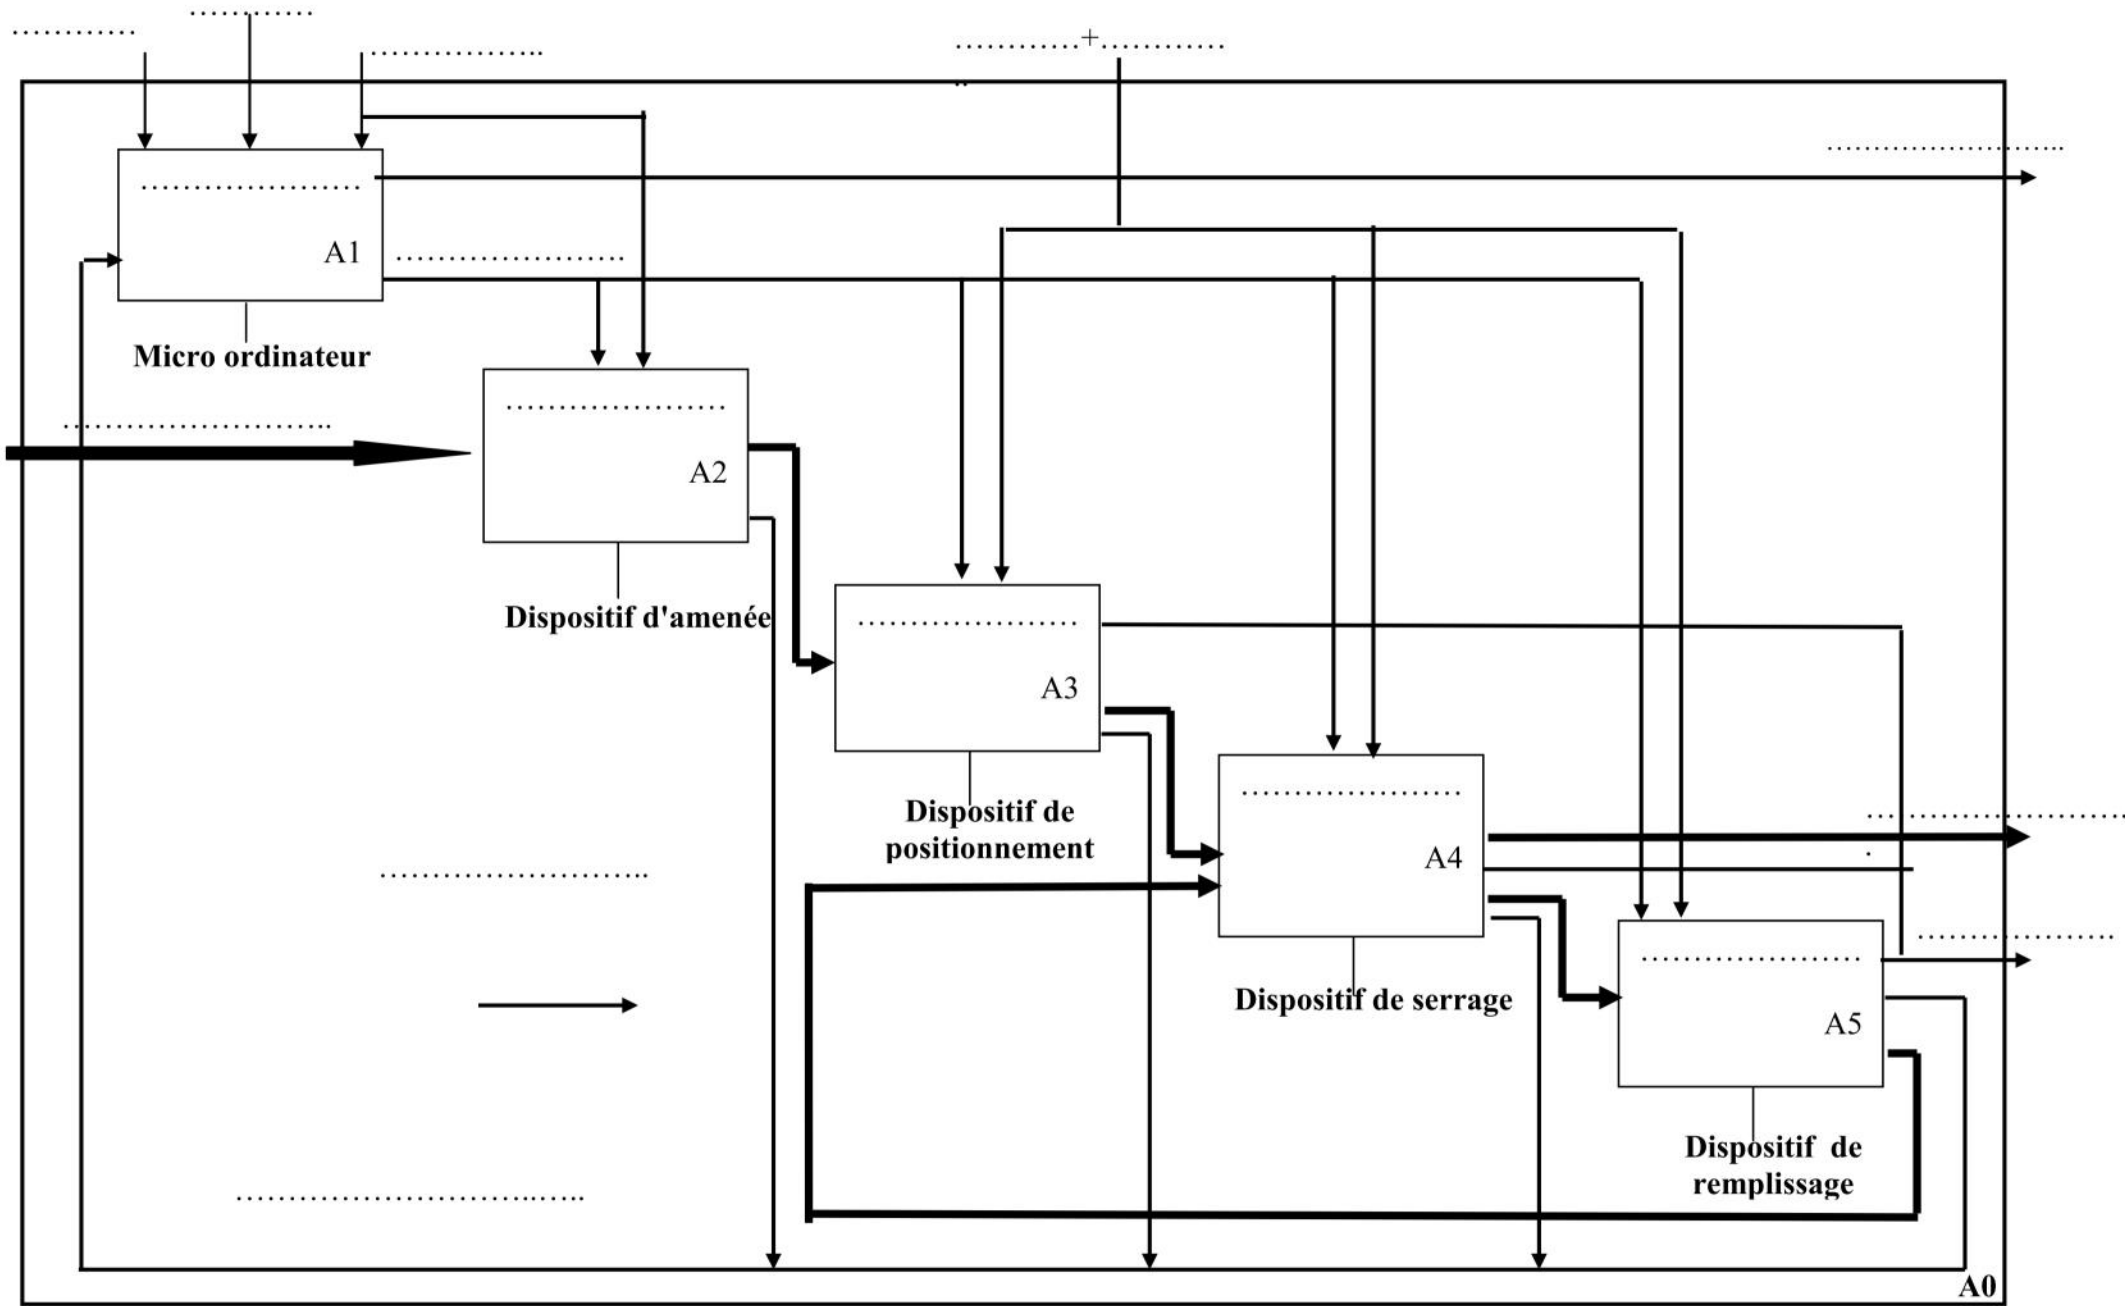 ............
............
.................
............+............
..
.......................
.....................
A1
......................
Micro ordinateur
..........................
.....................
A2
Dispositif d'amenée
.....................
A3
Dispositif de
positionnement
.....................
A4
.........................
.
..........................
Dispositif de serrage
...................
.....................
A5
Dispositif de
remplissage
..................................
A0